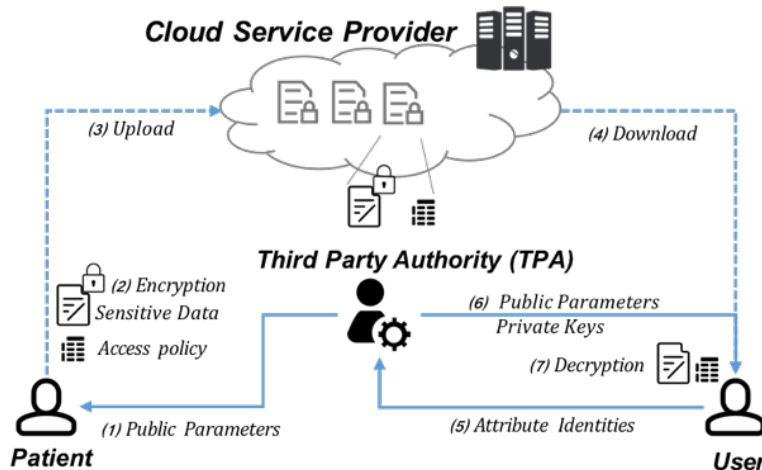 Cloud Service Provider
(3) Upload
(4) Download
Third Party Authority (TPA)
(2) Encryption
Sensitive Data
Access policy
(6) Public Parameters
Private Keys
(7) Decryption
(1) Public Parameters
(5) Attribute Identities
Patient
User